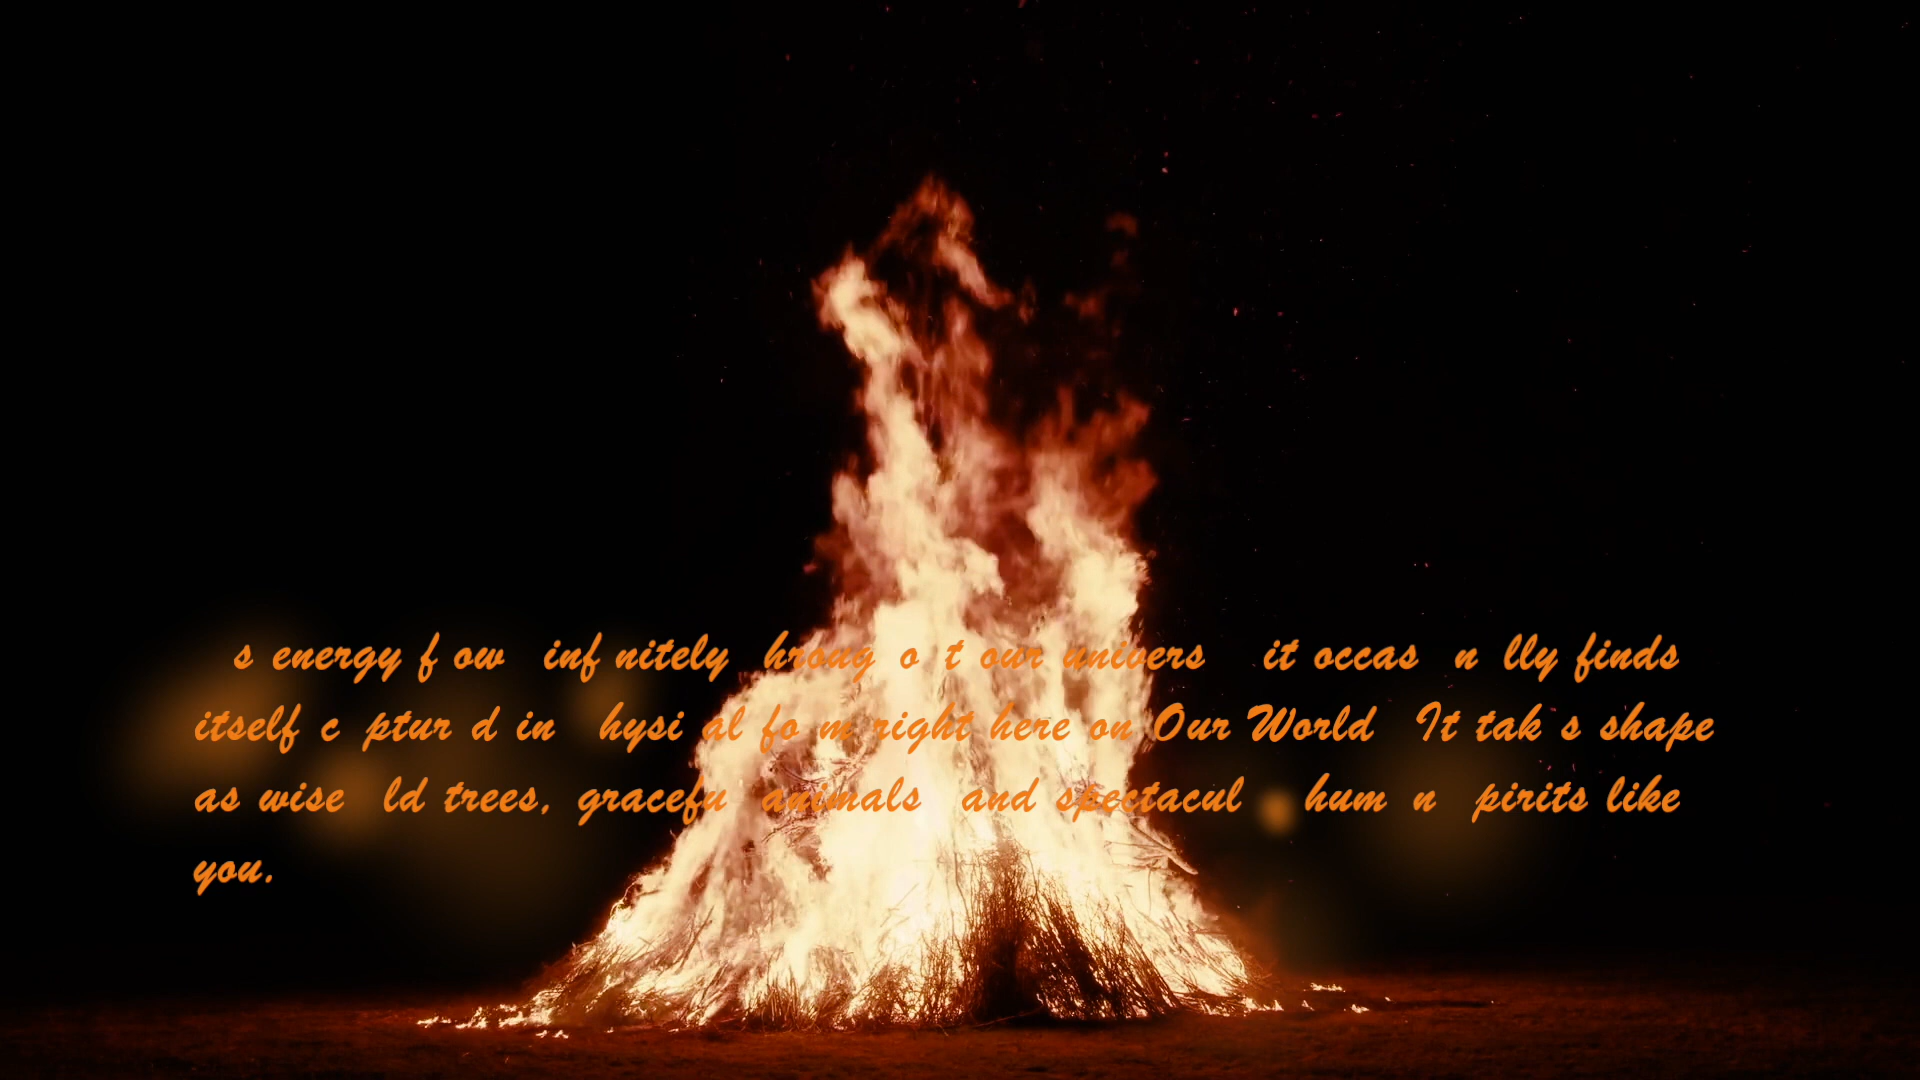 s energy f ow inf nitely hroug o t our univers it occas n lly finds
itself c ptur d in hysi al fo m right here on Our World It tak s shape
as wise ld trees, gracefu animals and spectacul hum n pirits like
you.